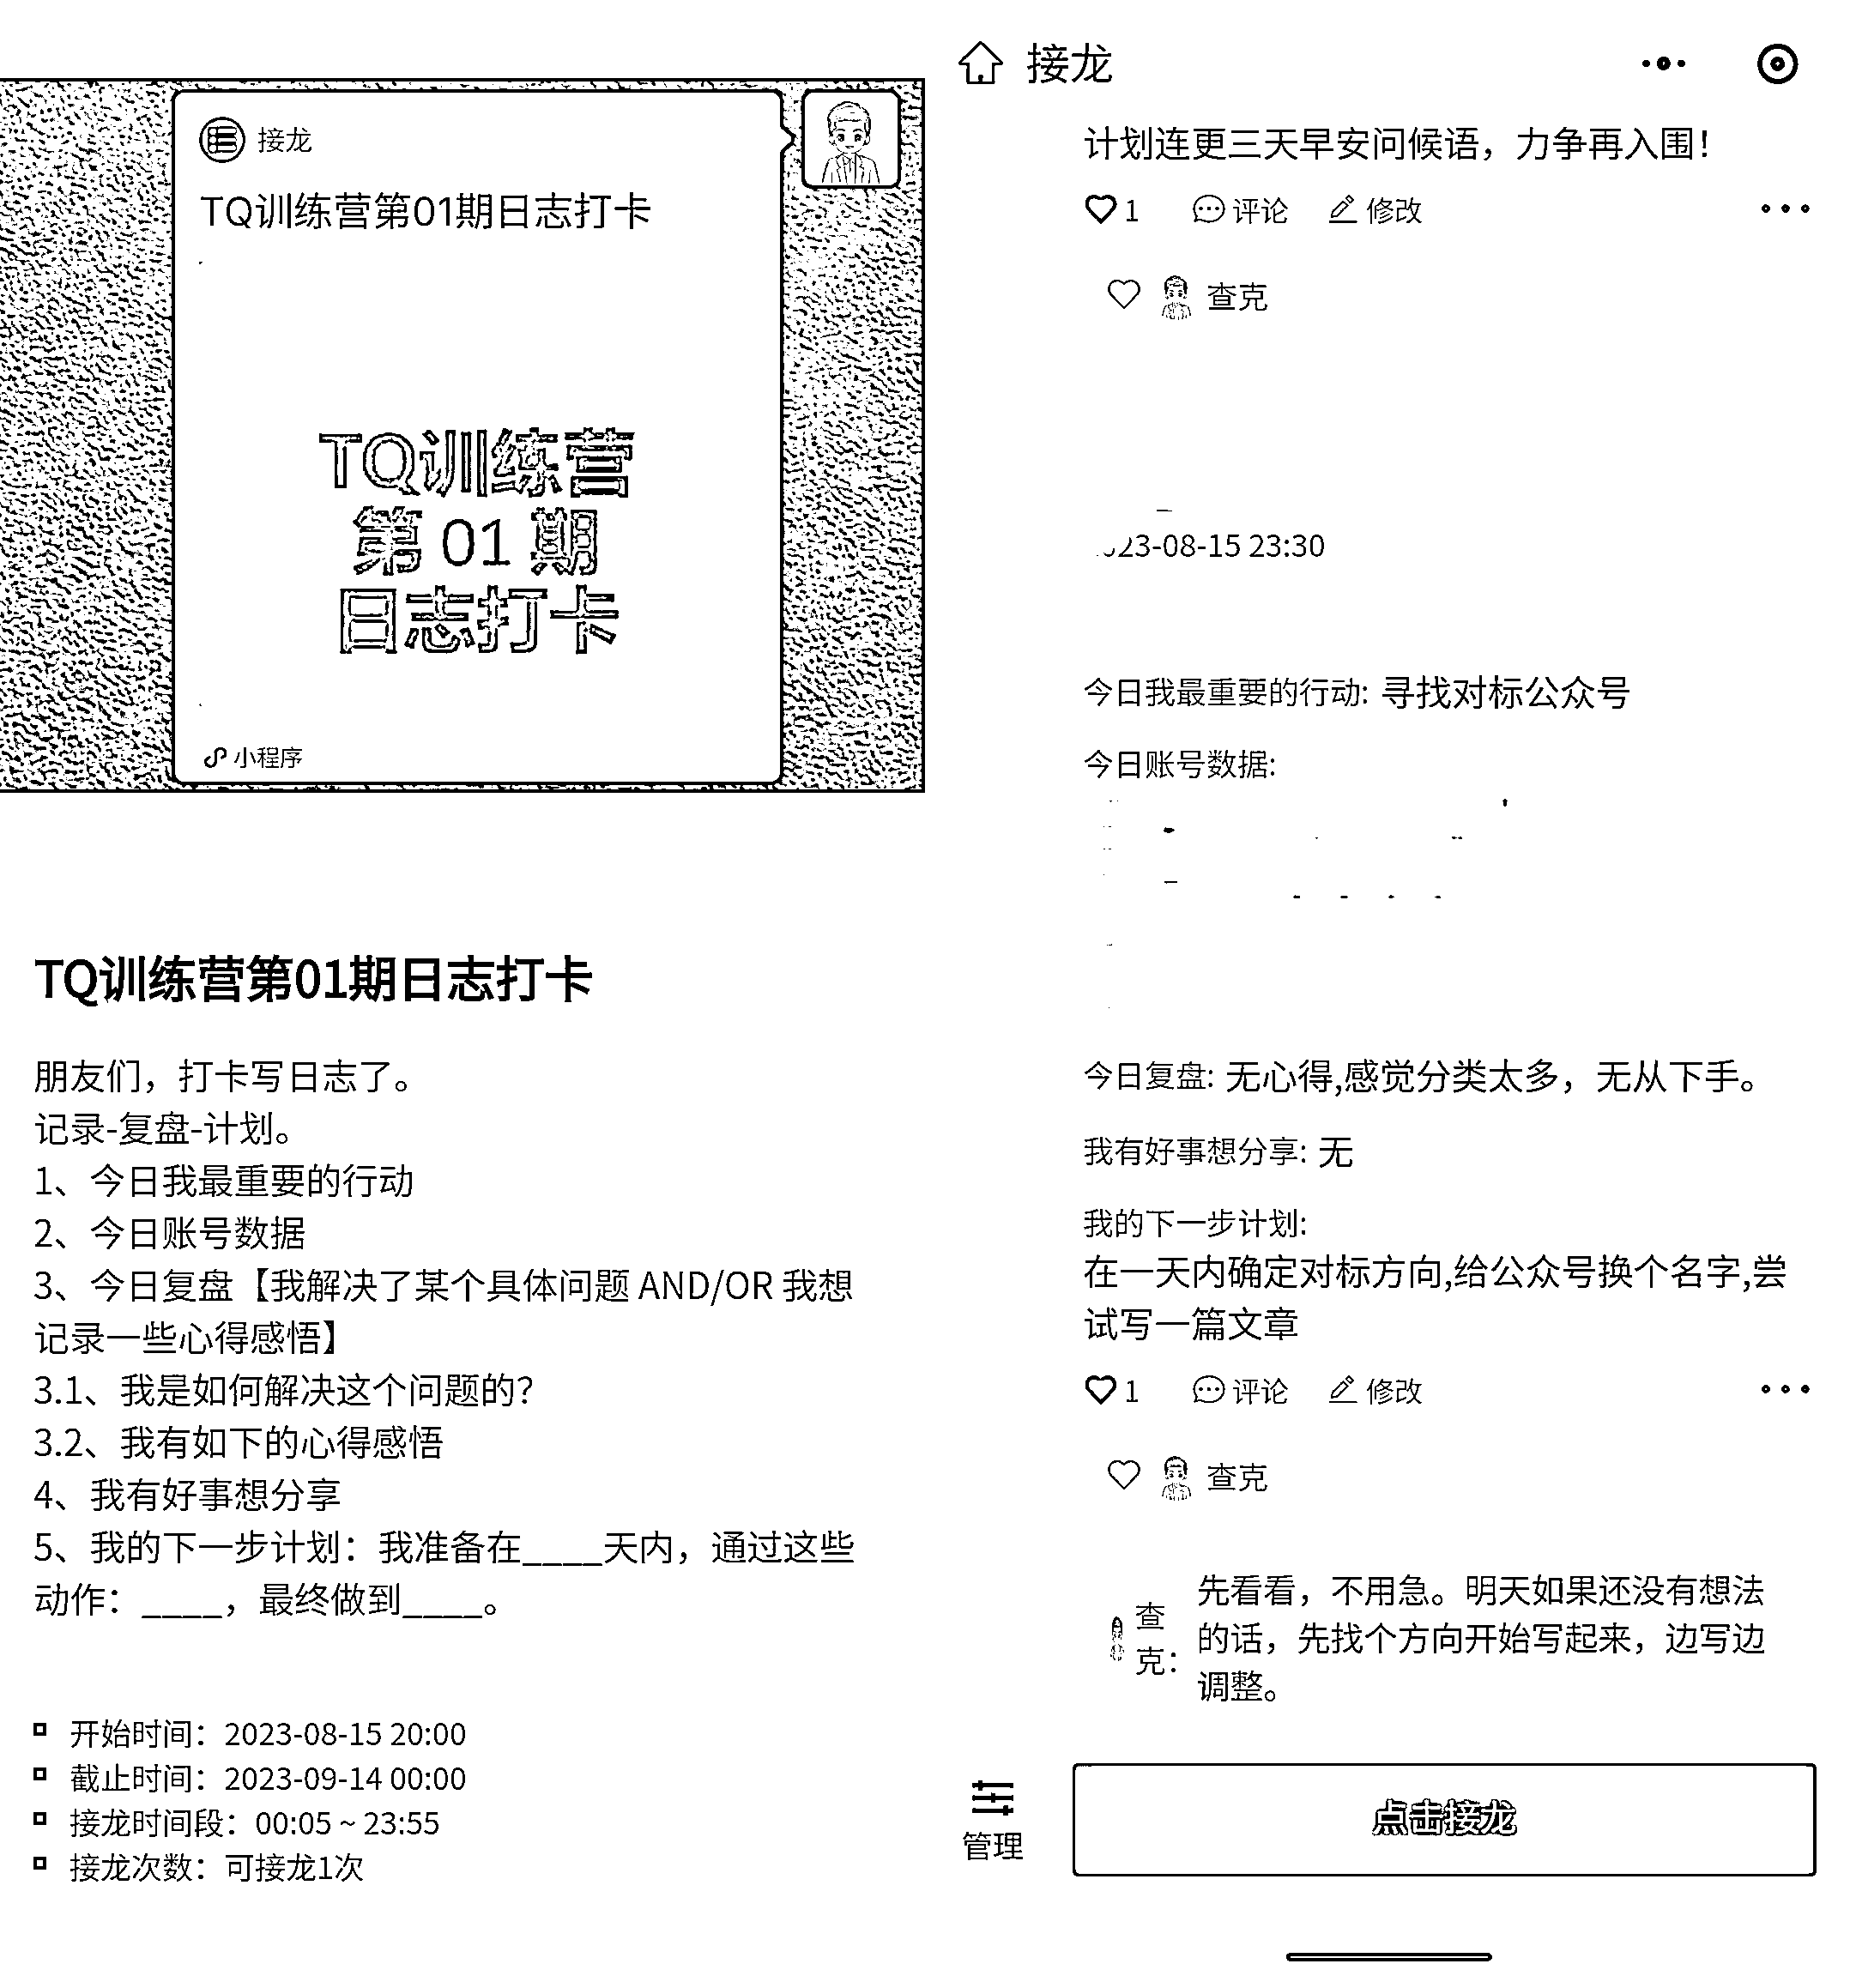 接龙
TQ训练营第01期日志打卡
TQ训练营
第 01 期
日志打卡
小程序
TQ训练营第01期日志打卡
朋友们，打卡写日志了。
记录-复盘-计划。
1、今日我最重要的行动
2、今日账号数据
3、今日复盘【我解决了某个具体问题 AND/OR 我想
记录一些心得感悟】
3.1、我是如何解决这个问题的?
3.2、我有如下的心得感悟
4、我有好事想分享
5、我的下一步计划：我准备在____天内，通过这些
动作：____，最终做到____。
开始时间：2023-08-15 20:00
截止时间：2023-09-14 00:00
接龙时间段：00:05 ~ 23:55
接龙次数：可接龙1次
接龙
计划连更三天早安问候语，力争再入围！
1 评论 修改
查克
23-08-15 23:30
今日我最重要的行动: 寻找对标公众号
今日账号数据:
今日复盘: 无心得,感觉分类太多，无从下手。
我有好事想分享: 无
我的下一步计划:
在一天内确定对标方向,给公众号换个名字,尝
试写一篇文章
1 评论 修改
查克
查克：
先看看，不用急。明天如果还没有想法
的话，先找个方向开始写起来，边写边
调整。
管理
点击接龙